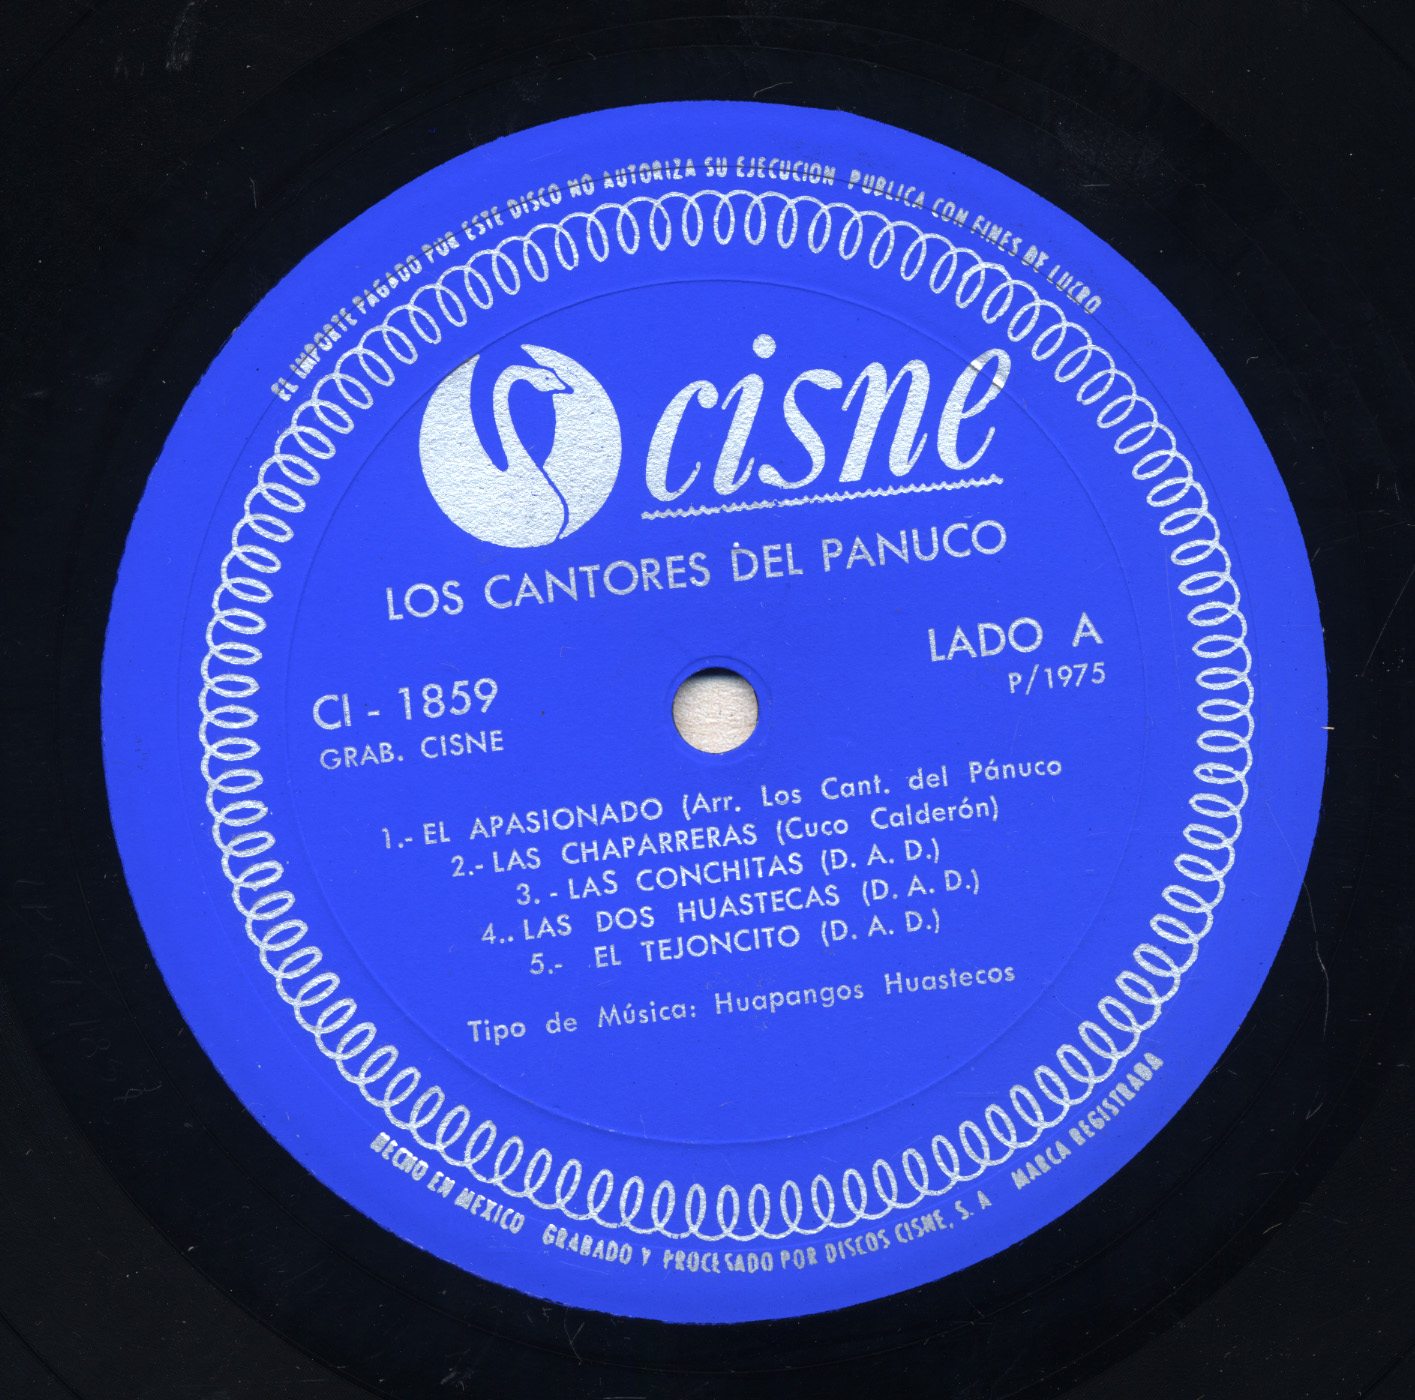 EL IMPORTE PAGADO POR ESTE DISCO NO AUTORIZA SU EJECUCION PUBLICA CON FINES DE LUCRO
cisne
LOS CANTORES DEL PANUCO
LADO A
P/1975
CI - 1859
GRAB. CISNE
1.- EL APASIONADO (Arr. Los Cant. del Pánuco
2.- LAS CHAPARRERAS (Cuco Calderón)
3. - LAS CONCHITAS (D. A. D.)
4.. LAS DOS HUASTECAS (D. A. D.)
5.- EL TEJONCITO (D. A. D.)
Tipo de Música: Huapangos Huastecos
HECHO EN MEXICO GRABADO Y PROCESADO POR DISCOS CISNE, S. A MARCA REGISTRADA